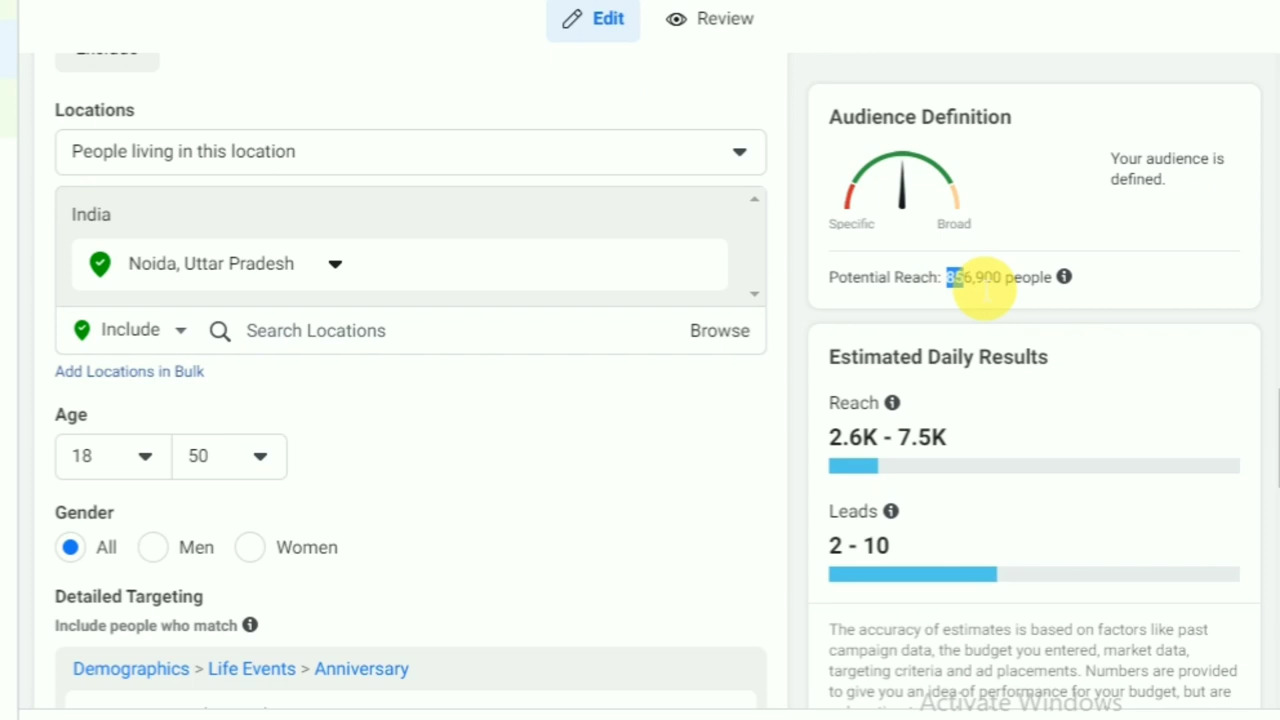 Edit
Review
Exclude
Locations
People living in this location
India
Noida, Uttar Pradesh
Include
Search Locations
Browse
Add Locations in Bulk
Age
18
50
Gender
All
Men
Women
Detailed Targeting
Include people who match
Demographics > Life Events > Anniversary
Audience Definition
Your audience is
defined.
Specific
Broad
Potential Reach: 856,900 people
Estimated Daily Results
Reach
2.6K - 7.5K
Leads
2 - 10
The accuracy of estimates is based on factors like past
campaign data, the budget you entered, market data,
targeting criteria and ad placements. Numbers are provided
to give you an idea of performance for your budget, but are
Activate Windows